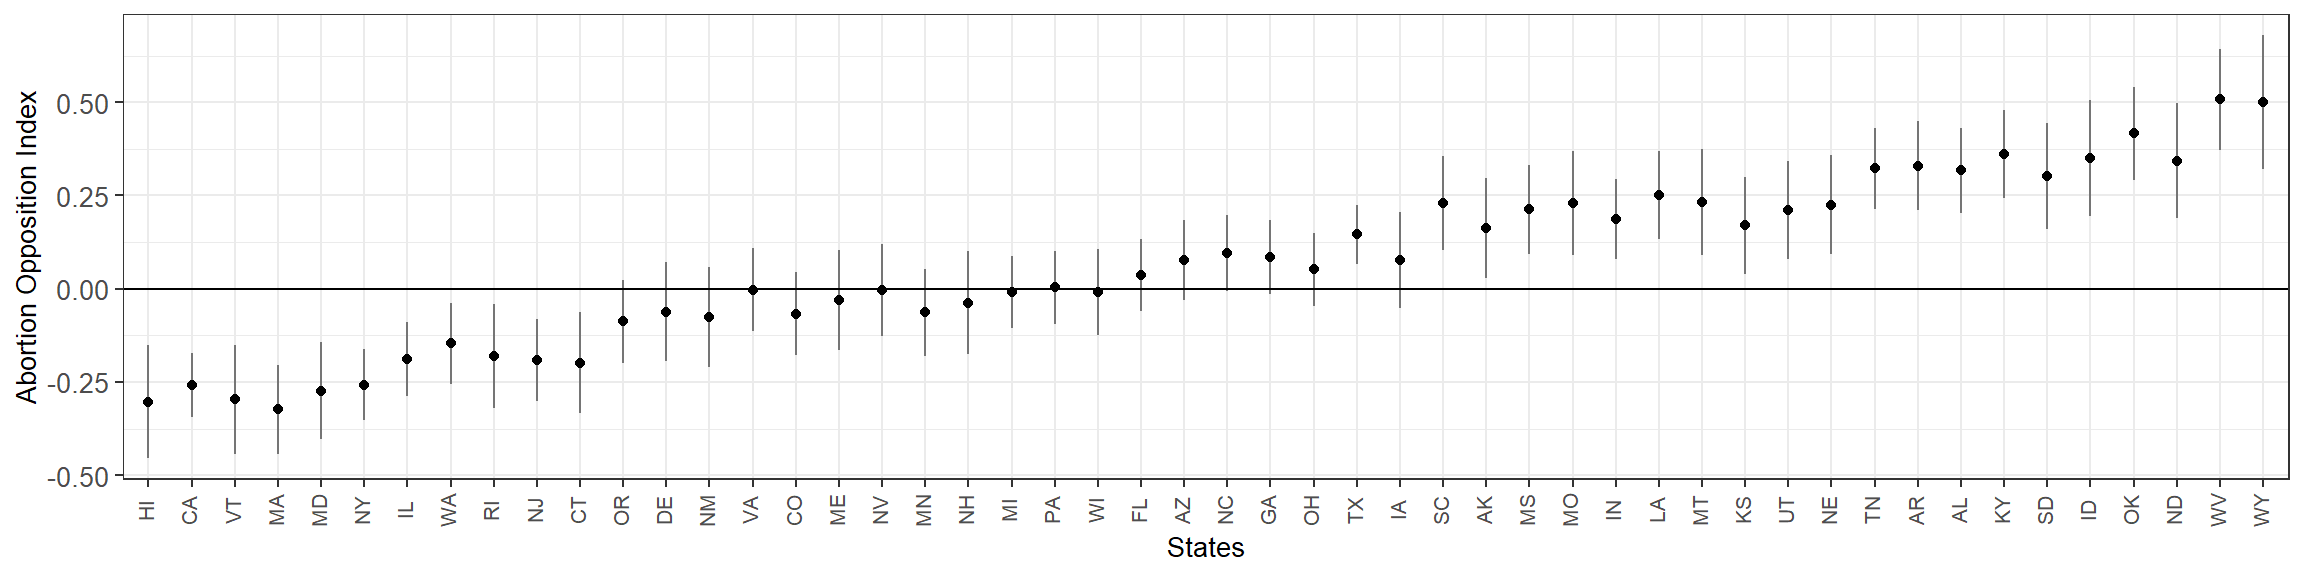 Abortion Opposition Index
0.50
0.25
0.00
-0.25
-0.50
HI CA VT MA MD NY IL WA RI NJ CT OR DE NM VA CO ME NV MN NH MI PA WI FL AZ NC GA OH TX IA SC AK MS MO IN LA MT KS UT NE TN AR AL KY SD ID OK ND WV WY
States